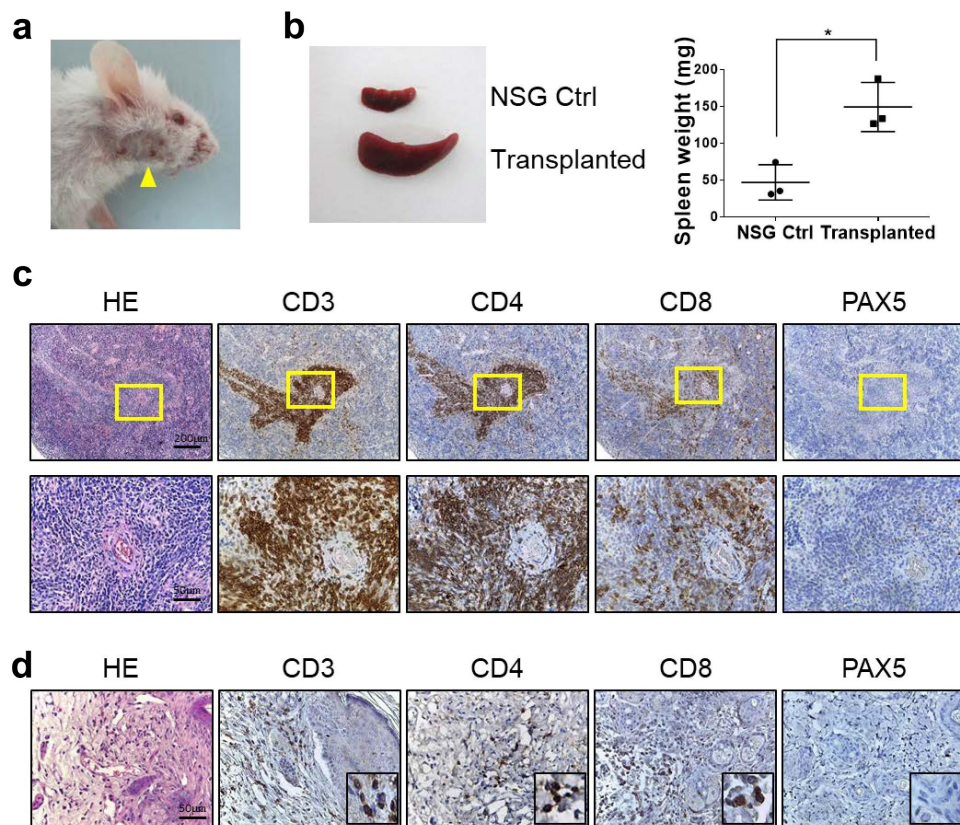 a
b
NSG Ctrl
Transplanted
*
Spleen weight (mg)
200
150
100
50
0
NSG Ctrl Transplanted
c
HE CD3 CD4 CD8 PAX5
200μm
50μm
d
HE CD3 CD4 CD8 PAX5
50μm